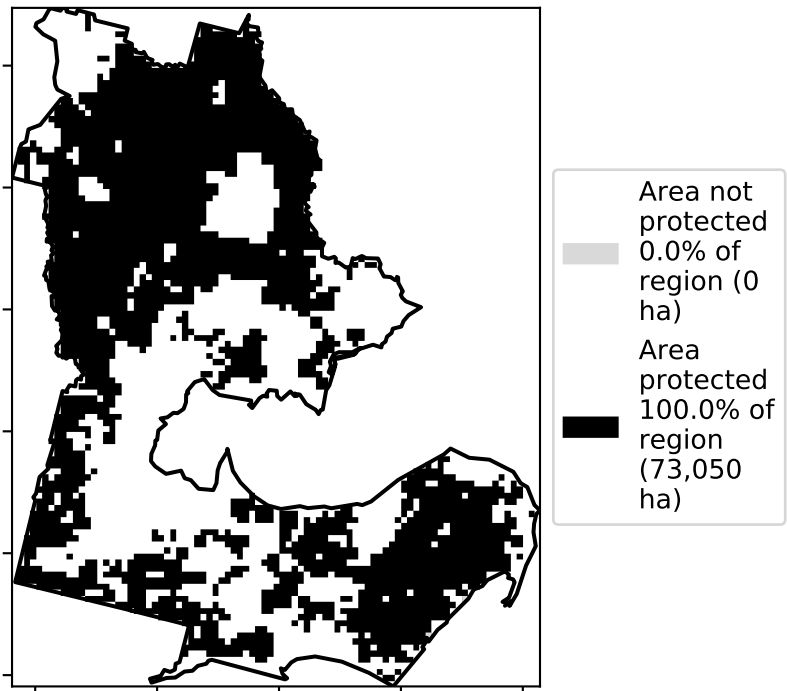 Area not
protected
0.0% of
region (0
ha)
Area
protected
100.0% of
region
(73,050
ha)